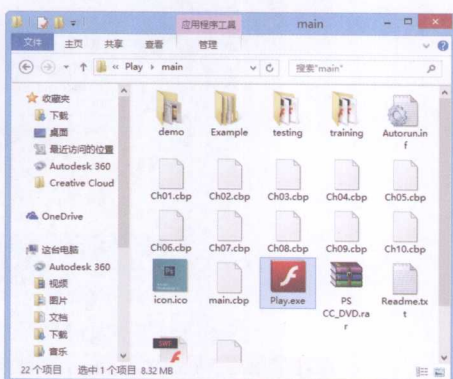 应用程序工具 main
文件 主页 共享 查看 管理
« Play › main 搜索"main"
收藏夹
下载
桌面
最近访问的位置
Autodesk 360
Creative Cloud
OneDrive
这台电脑
Autodesk 360
视频
图片
文档
下载
音乐
demo Example testing training Autorun.in
f
Ch01.cbp Ch02.cbp Ch03.cbp Ch04.cbp Ch05.cbp
Ch06.cbp Ch07.cbp Ch08.cbp Ch09.cbp Ch10.cbp
Ps
icon.ico main.cbp Play.exe PS Readme.tx
CC_DVD.ra t
r
SWF
22 个项目 选中 1 个项目 8.32 MB